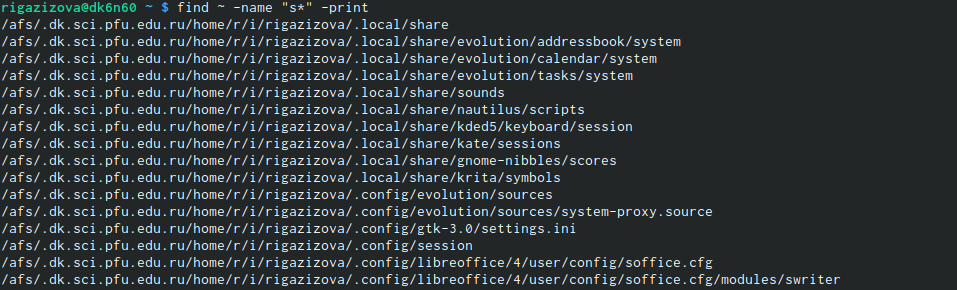 rigazizova@dk6n60 ~ $ find ~ -name "s*" -print
/afs/.dk.sci.pfu.edu.ru/home/r/i/rigazizova/.local/share
/afs/.dk.sci.pfu.edu.ru/home/r/i/rigazizova/.local/share/evolution/addressbook/system
/afs/.dk.sci.pfu.edu.ru/home/r/i/rigazizova/.local/share/evolution/calendar/system
/afs/.dk.sci.pfu.edu.ru/home/r/i/rigazizova/.local/share/evolution/tasks/system
/afs/.dk.sci.pfu.edu.ru/home/r/i/rigazizova/.local/share/sounds
/afs/.dk.sci.pfu.edu.ru/home/r/i/rigazizova/.local/share/nautilus/scripts
/afs/.dk.sci.pfu.edu.ru/home/r/i/rigazizova/.local/share/kded5/keyboard/session
/afs/.dk.sci.pfu.edu.ru/home/r/i/rigazizova/.local/share/kate/sessions
/afs/.dk.sci.pfu.edu.ru/home/r/i/rigazizova/.local/share/gnome-nibbles/scores
/afs/.dk.sci.pfu.edu.ru/home/r/i/rigazizova/.local/share/krita/symbols
/afs/.dk.sci.pfu.edu.ru/home/r/i/rigazizova/.config/evolution/sources
/afs/.dk.sci.pfu.edu.ru/home/r/i/rigazizova/.config/evolution/sources/system-proxy.source
/afs/.dk.sci.pfu.edu.ru/home/r/i/rigazizova/.config/gtk-3.0/settings.ini
/afs/.dk.sci.pfu.edu.ru/home/r/i/rigazizova/.config/session
/afs/.dk.sci.pfu.edu.ru/home/r/i/rigazizova/.config/libreoffice/4/user/config/soffice.cfg
/afs/.dk.sci.pfu.edu.ru/home/r/i/rigazizova/.config/libreoffice/4/user/config/soffice.cfg/modules/swriter